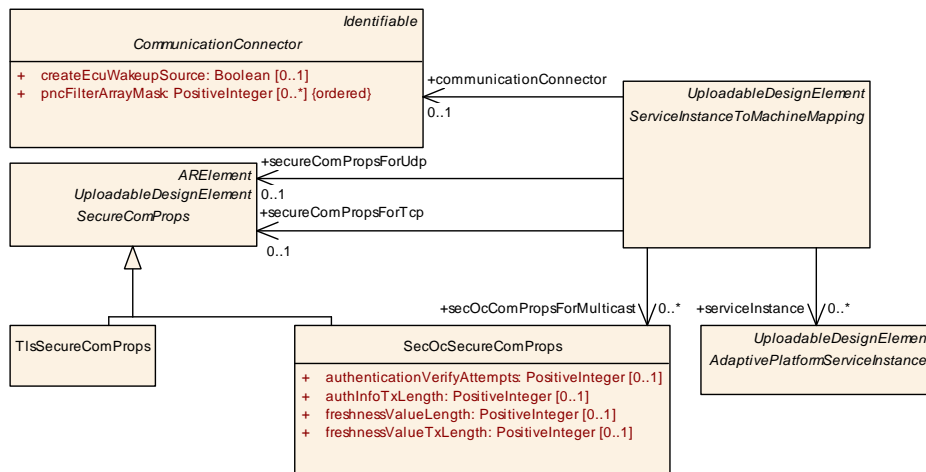 Identifiable
CommunicationConnector
+ createEcuWakeupSource: Boolean [0..1]
+ pncFilterArrayMask: PositiveInteger [0..*] {ordered}
+communicationConnector
0..1
UploadableDesignElement
ServiceInstanceToMachineMapping
ARElement
UploadableDesignElement
SecureComProps
+secureComPropsForUdp
0..1
+secureComPropsForTcp
0..1
+secOcComPropsForMulticast
0..*
+serviceInstance
0..*
TlsSecureComProps
SecOcSecureComProps
+ authenticationVerifyAttempts: PositiveInteger [0..1]
+ authInfoTxLength: PositiveInteger [0..1]
+ freshnessValueLength: PositiveInteger [0..1]
+ freshnessValueTxLength: PositiveInteger [0..1]
UploadableDesignElement
AdaptivePlatformServiceInstance